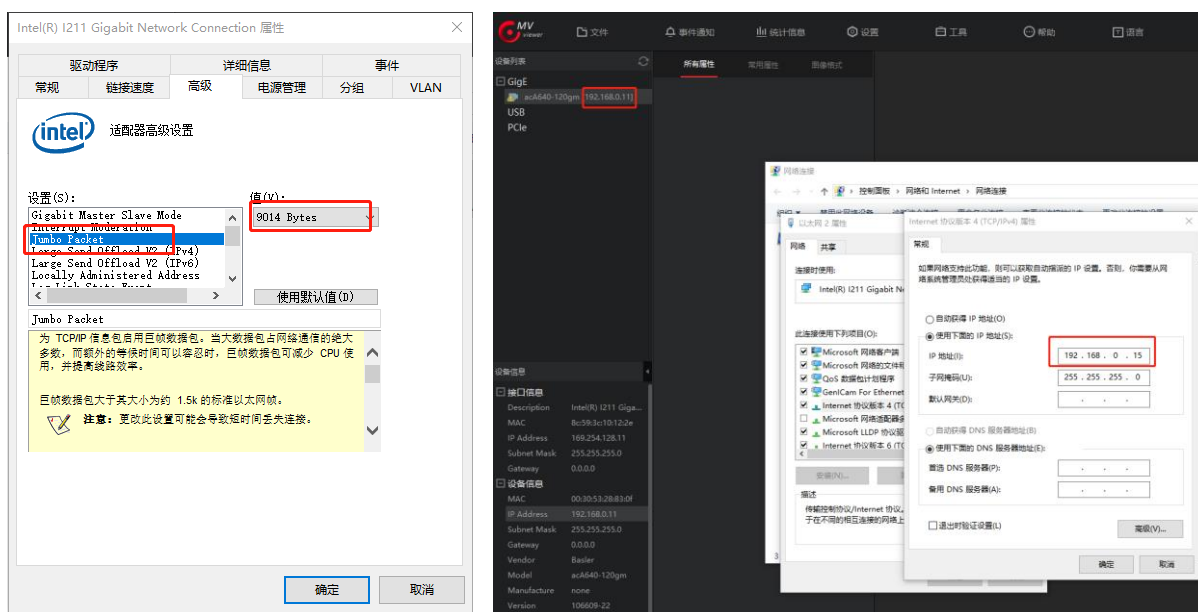 Intel(R) I211 Gigabit Network Connection 属性
驱动程序
详细信息
事件
常规
链接速度
高级
电源管理
分组
VLAN
intel
适配器高级设置
设置(S):
值(V):
Gigabit Master Slave Mode
Interrupt Moderation
Jumbo Packet
Large Send Offload V2 (IPv4)
Large Send Offload V2 (IPv6)
Locally Administered Address
Log Link State Event
9014 Bytes
使用默认值(D)
Jumbo Packet
为 TCP/IP 信息包启用巨帧数据包。当大数据包占网络通信的绝大
多数，而额外的等候时间可以容忍时，巨帧数据包可减少 CPU 使
用，并提高线路效率。
巨帧数据包大于其大小为约 1.5k 的标准以太网帧。
注意：更改此设置可能会导致短时间丢失连接。
确定
取消
MV
viewer
文件
事件通知
统计信息
设置
工具
帮助
语言
设备列表
所有属性
常用属性
图像格式
GigE
acA640-120gm [192.168.0.11]
USB
PCIe
设备信息
接口信息
Description Intel(R) I211 Giga...
MAC 8c:59:3c:10:12:2e
IP Address 169.254.128.11
Subnet Mask 255.255.255.0
Gateway 0.0.0.0
设备信息
MAC 00:30:53:28:83:0f
IP Address 192.168.0.11
Subnet Mask 255.255.255.0
Gateway 0.0.0.0
Vendor Basler
Model acA640-120gm
Manufacture none
Version 106609-22
网络连接
控制面板 › 网络和 Internet › 网络连接
以太网 2 属性
网络
共享
连接时使用:
Intel(R) I211 Gigabit N
此连接使用下列项目(O):
Microsoft 网络客户端
Microsoft 网络的文件和
QoS 数据包计划程序
GenICam For Ethernet
Internet 协议版本 4 (TC
Microsoft 网络适配器多
Microsoft LLDP 协议驱
Internet 协议版本 6 (TC
安装(N)...
描述
传输控制协议/Internet 协议。
于在不同的相互连接的网络上
Internet 协议版本 4 (TCP/IPv4) 属性
常规
如果网络支持此功能，则可以获取自动指派的 IP 设置。否则，你需要从网
络系统管理员处获得适当的 IP 设置。
自动获得 IP 地址(O)
使用下面的 IP 地址(S):
IP 地址(I): 192 . 168 . 0 . 15
子网掩码(U): 255 . 255 . 255 . 0
默认网关(D):
自动获得 DNS 服务器地址(B)
使用下面的 DNS 服务器地址(E):
首选 DNS 服务器(P):
备用 DNS 服务器(A):
退出时验证设置(L)
高级(V)...
确定
取消